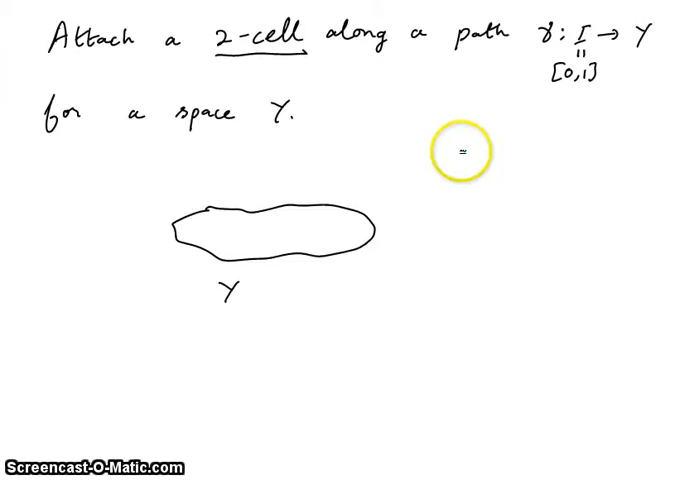 Attach a 2-cell along a path γ: I → Y
=
[0,1]
for a space Y.
Y
Screencast-O-Matic.com